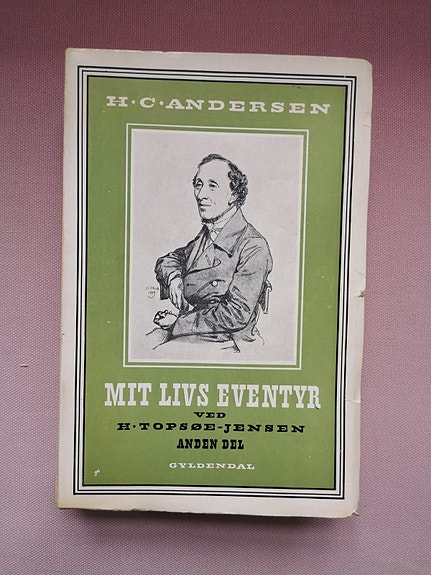 H·C·ANDERSEN
MIT LIVS EVENTYR
VED
H·TOPSØE-JENSEN
ANDEN DEL
GYLDENDAL